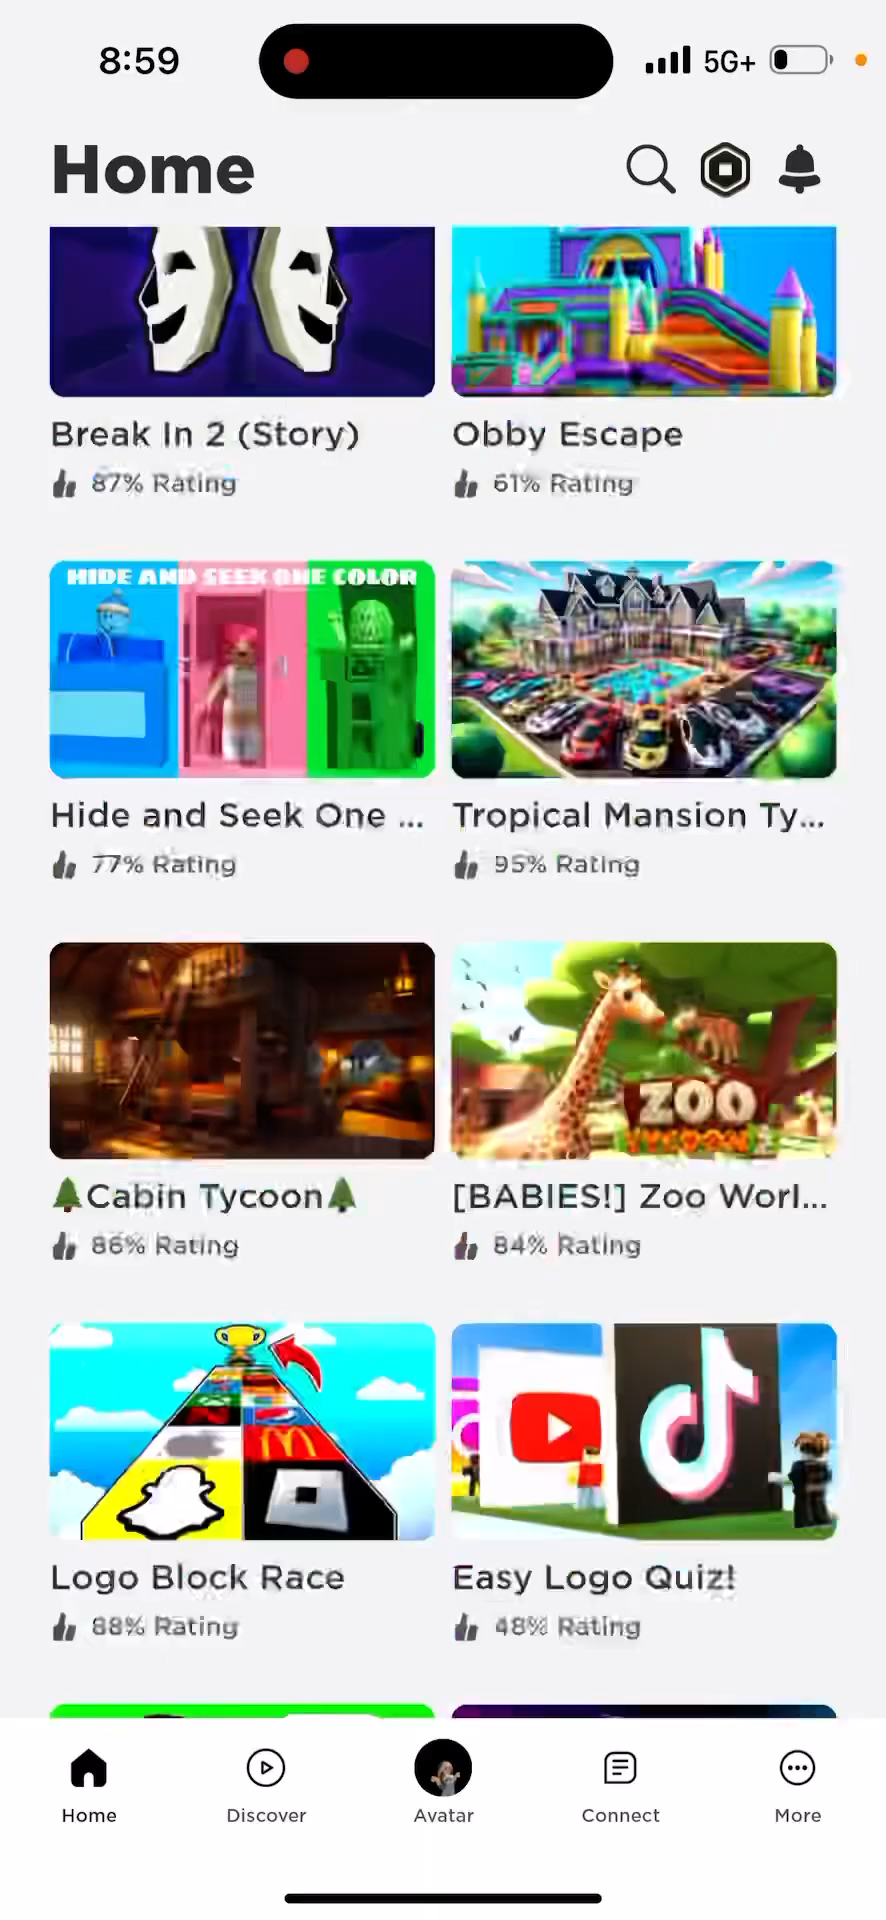 8:59
5G+
Home
Break In 2 (Story)
Obby Escape
87% Rating
61% Rating
HIDE AND SEEK ONE COLOR
Hide and Seek One ...
Tropical Mansion Ty...
77% Rating
95% Rating
ZOO
TYCOON
🌲Cabin Tycoon🌲
[BABIES!] Zoo Worl...
86% Rating
84% Rating
Logo Block Race
Easy Logo Quiz!
88% Rating
48% Rating
Home
Discover
Avatar
Connect
More